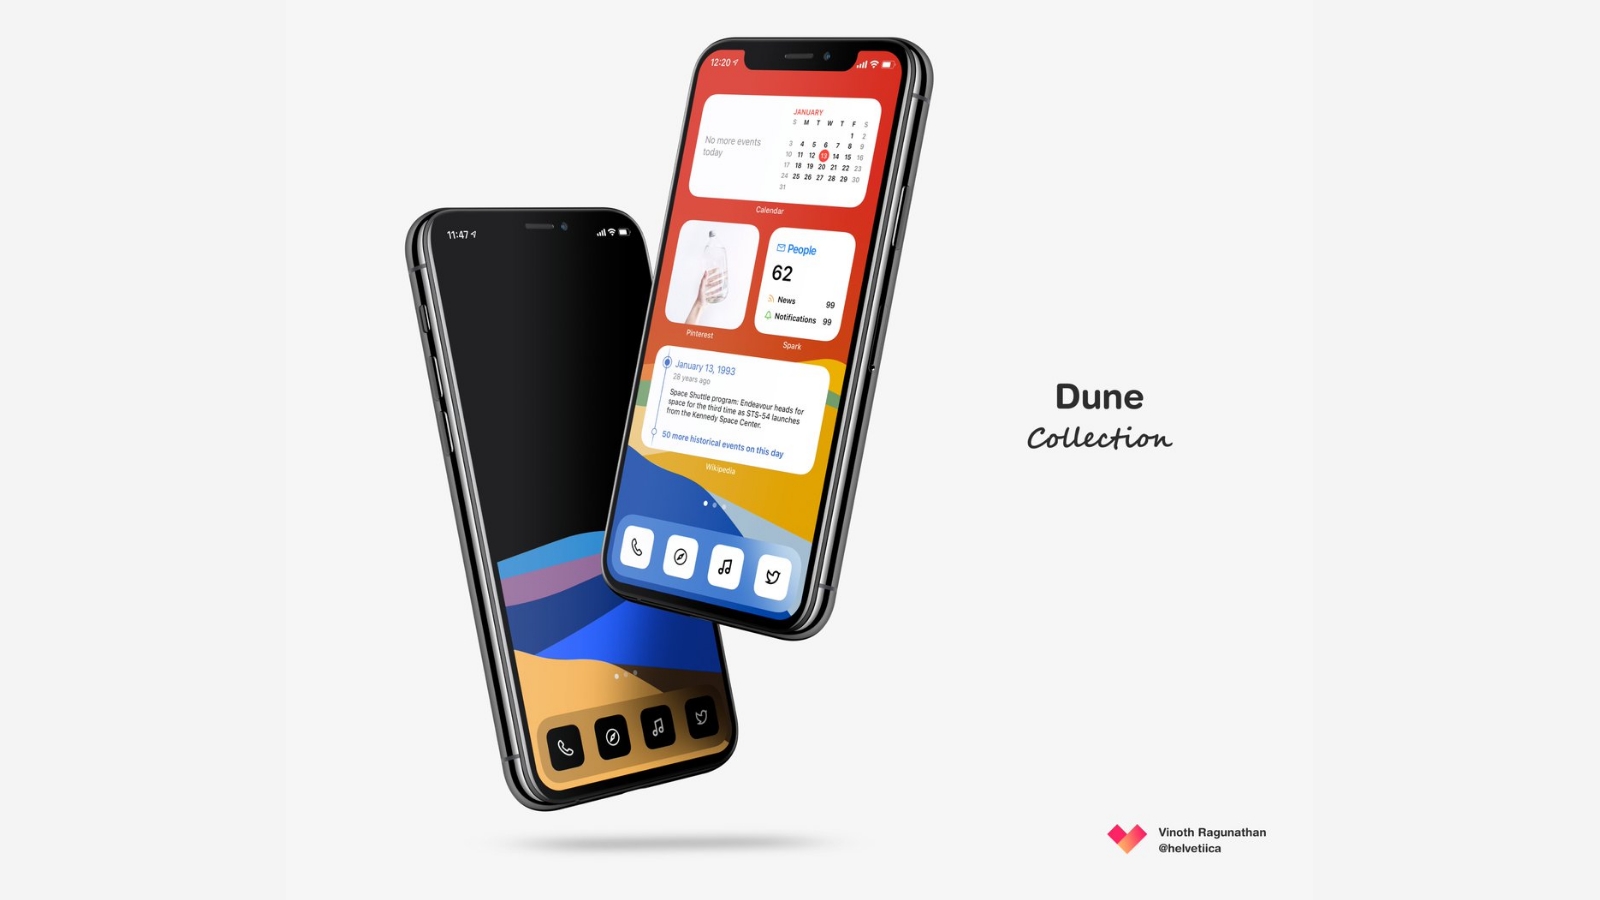 12:20
JANUARY
S M T W T F S
1 2
3 4 5 6 7 8 9
10 11 12 13 14 15 16
17 18 19 20 21 22 23
24 25 26 27 28 29 30
31
No more events
today
Calendar
People
62
News 99
Notifications 99
Pinterest
Spark
January 13, 1993
28 years ago
Space Shuttle program: Endeavour heads for
space for the third time as STS-54 launches
from the Kennedy Space Center.
50 more historical events on this day
Wikipedia
11:47
Dune
Collection
Vinoth Ragunathan
@helvetiica